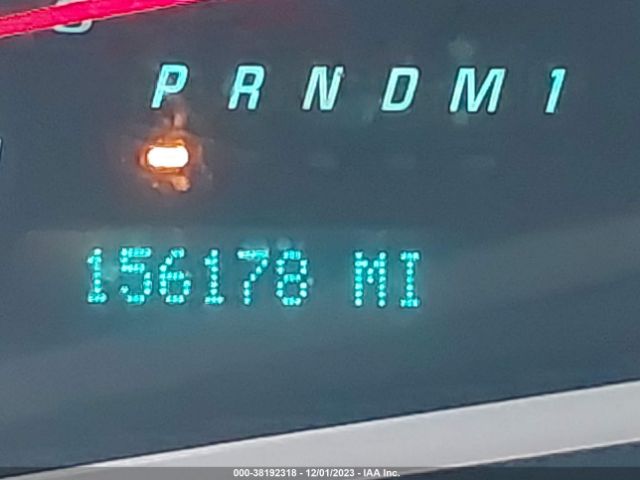 P R N D M 1
156178 MI
000-38192318 - 12/01/2023 - IAA Inc.